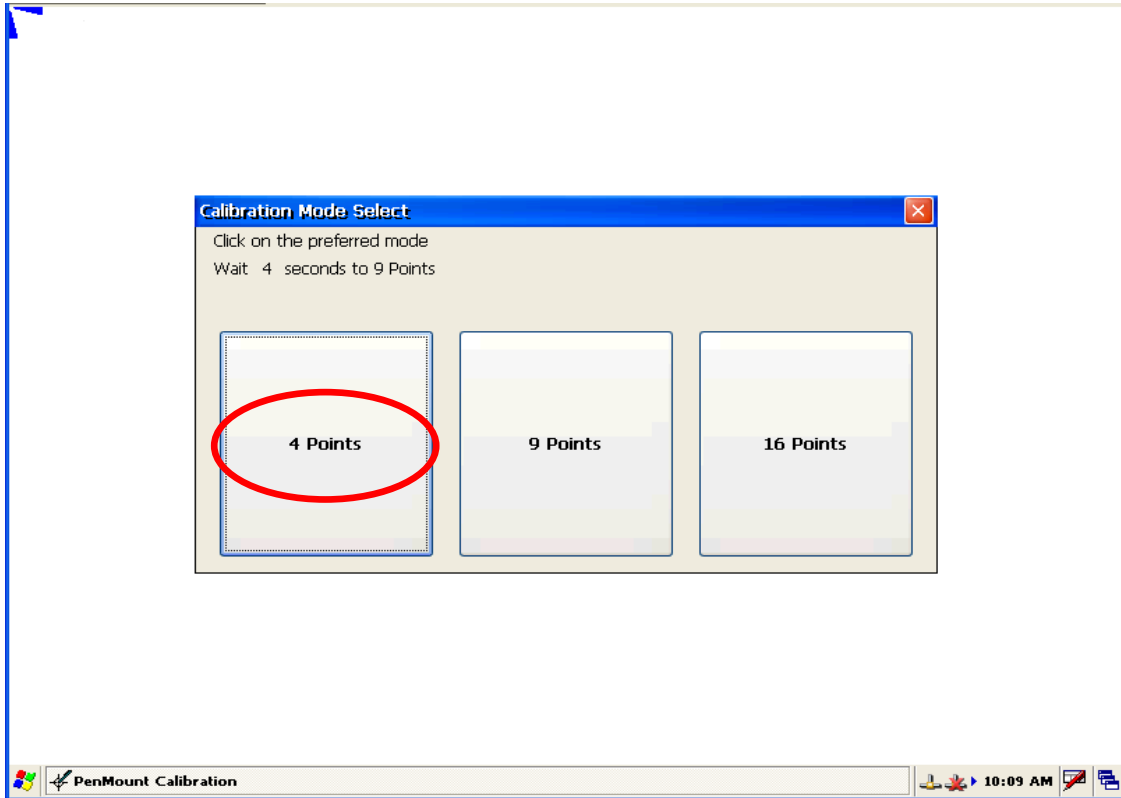 Calibration Mode Select
Click on the preferred mode
Wait 4 seconds to 9 Points
4 Points
9 Points
16 Points
PenMount Calibration
10:09 AM